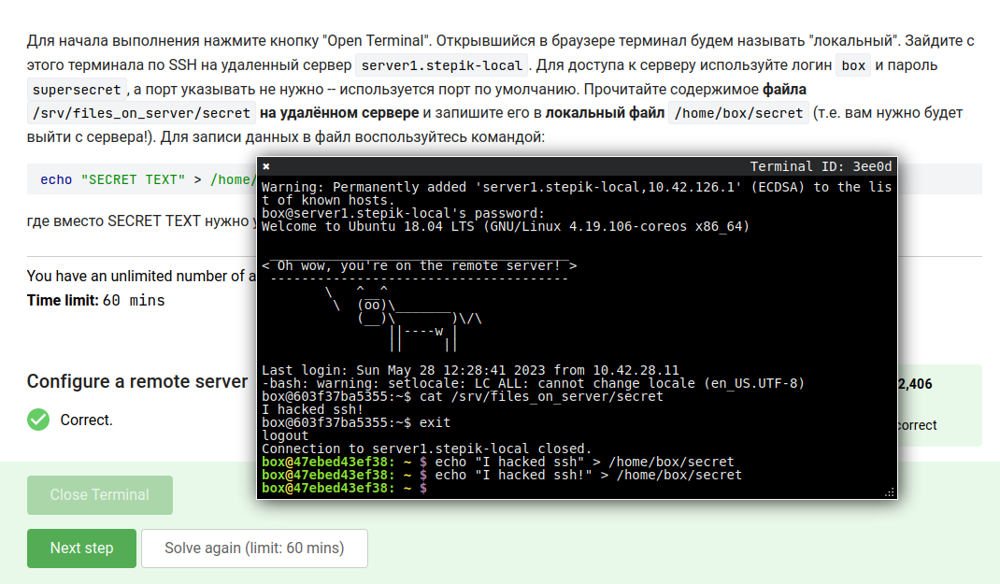 Для начала выполнения нажмите кнопку "Open Terminal". Открывшийся в браузере терминал будем называть "локальный". Зайдите с
этого терминала по SSH на удаленный сервер server1.stepik-local . Для доступа к серверу используйте логин box и пароль
supersecret , а порт указывать не нужно -- используется порт по умолчанию. Прочитайте содержимое файла
/srv/files_on_server/secret на удалённом сервере и запишите его в локальный файл /home/box/secret (т.е. вам нужно будет
выйти с сервера!). Для записи данных в файл воспользуйтесь командой:
echo "SECRET TEXT" > /home/
где вместо SECRET TEXT нужно
You have an unlimited number of a
Time limit: 60 mins
Configure a remote server
Correct.
2,406
correct
Close Terminal
Next step
Solve again (limit: 60 mins)
✖ Terminal ID: 3ee0d
Warning: Permanently added 'server1.stepik-local,10.42.126.1' (ECDSA) to the lis
t of known hosts.
box@server1.stepik-local's password:
Welcome to Ubuntu 18.04 LTS (GNU/Linux 4.19.106-coreos x86_64)
 ______________________________________
< Oh wow, you're on the remote server! >
 --------------------------------------
        \   ^__^
         \  (oo)\_______
            (__)\       )\/\
                ||----w |
                ||     ||
Last login: Sun May 28 12:28:41 2023 from 10.42.28.11
-bash: warning: setlocale: LC_ALL: cannot change locale (en_US.UTF-8)
box@603f37ba5355:~$ cat /srv/files_on_server/secret
I hacked ssh!
box@603f37ba5355:~$ exit
logout
Connection to server1.stepik-local closed.
box@47ebed43ef38: ~ $ echo "I hacked ssh" > /home/box/secret
box@47ebed43ef38: ~ $ echo "I hacked ssh!" > /home/box/secret
box@47ebed43ef38: ~ $